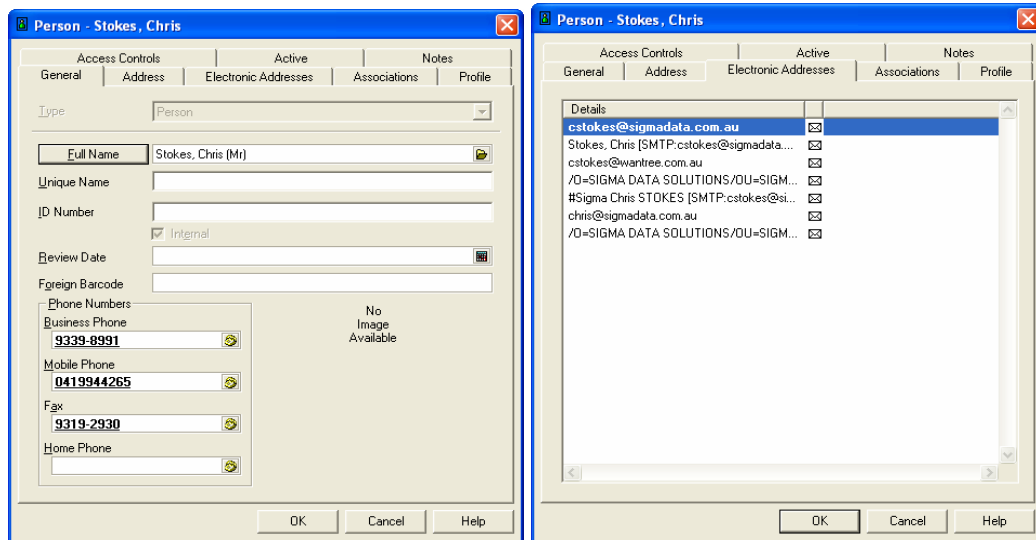 Person - Stokes, Chris
Access Controls Active Notes
General Address Electronic Addresses Associations Profile
Type Person
Full Name Stokes, Chris (Mr)
Unique Name
ID Number
Internal
Review Date
Foreign Barcode
Phone Numbers
Business Phone
9339-8991
Mobile Phone
0419944265
Fax
9319-2930
Home Phone
No
Image
Available
OK Cancel Help
Person - Stokes, Chris
Access Controls Active Notes
General Address Electronic Addresses Associations Profile
Details
cstokes@sigmadata.com.au
Stokes, Chris [SMTP:cstokes@sigmadata....
cstokes@wantree.com.au
/O=SIGMA DATA SOLUTIONS/OU=SIGM...
#Sigma Chris STOKES [SMTP:cstokes@si...
chris@sigmadata.com.au
/O=SIGMA DATA SOLUTIONS/OU=SIGM...
OK Cancel Help